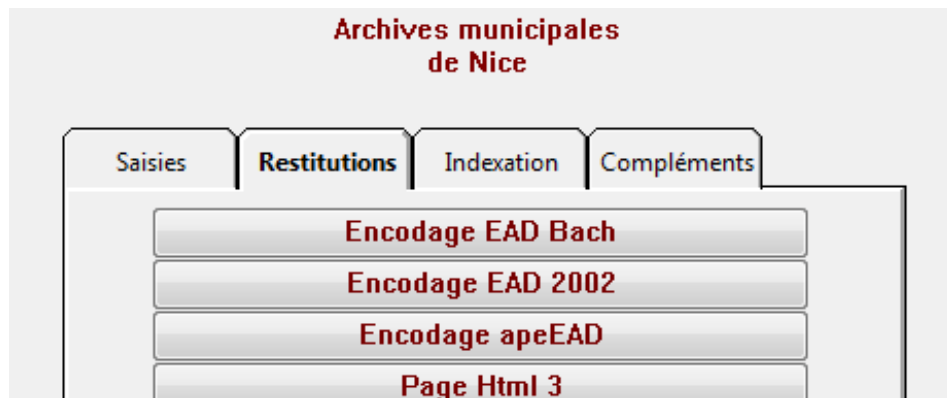 Archives municipales
de Nice
Saisies Restitutions Indexation Compléments
Encodage EAD Bach
Encodage EAD 2002
Encodage apeEAD
Page Html 3